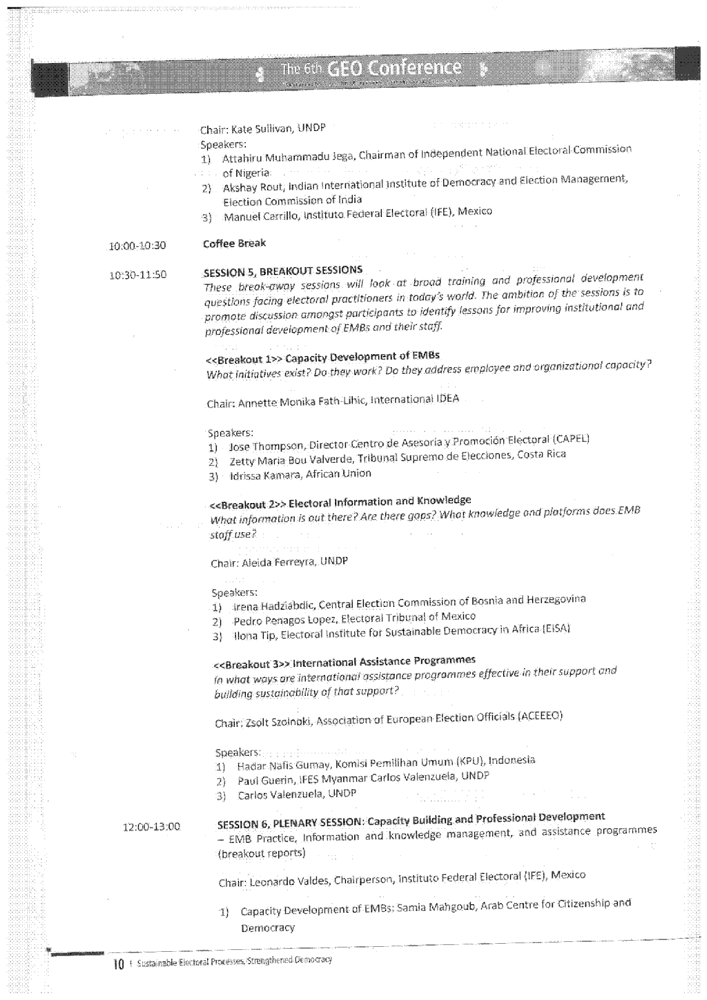 The 6th GEO Conference
Chair: Kate Sullivan, UNDP
Speakers:
1) Attahiru Muhammadu Jega, Chairman of Independent National Electoral Commission
of Nigeria
2) Akshay Rout, Indian International Institute of Democracy and Election Management,
Election Commission of India
3) Manuel Carrillo, Instituto Federal Electoral (IFE), Mexico
10:00-10:30 Coffee Break
10:30-11:50 SESSION 5, BREAKOUT SESSIONS
These break-away sessions will look at broad training and professional development
questions facing electoral practitioners in today's world. The ambition of the sessions is to
promote discussion amongst participants to identify lessons for improving institutional and
professional development of EMBs and their staff.
<<Breakout 1>> Capacity Development of EMBs
What initiatives exist? Do they work? Do they address employee and organizational capacity?
Chair: Annette Monika Fath-Lihic, International IDEA
Speakers:
1) Jose Thompson, Director Centro de Asesoría y Promoción Electoral (CAPEL)
2) Zetty Maria Bou Valverde, Tribunal Supremo de Elecciones, Costa Rica
3) Idrissa Kamara, African Union
<<Breakout 2>> Electoral Information and Knowledge
What information is out there? Are there gaps? What knowledge and platforms does EMB
staff use?
Chair: Aleida Ferreyra, UNDP
Speakers:
1) Irena Hadziabdic, Central Election Commission of Bosnia and Herzegovina
2) Pedro Penagos Lopez, Electoral Tribunal of Mexico
3) Ilona Tip, Electoral Institute for Sustainable Democracy in Africa (EISA)
<<Breakout 3>> International Assistance Programmes
In what ways are international assistance programmes effective in their support and
building sustainability of that support?
Chair: Zsolt Szolnoki, Association of European Election Officials (ACEEEO)
Speakers:
1) Hadar Nafis Gumay, Komisi Pemilihan Umum (KPU), Indonesia
2) Paul Guerin, IFES Myanmar Carlos Valenzuela, UNDP
3) Carlos Valenzuela, UNDP
12:00-13:00 SESSION 6, PLENARY SESSION: Capacity Building and Professional Development
– EMB Practice, Information and knowledge management, and assistance programmes
(breakout reports)
Chair: Leonardo Valdes, Chairperson, Instituto Federal Electoral (IFE), Mexico
1) Capacity Development of EMBs: Samia Mahgoub, Arab Centre for Citizenship and
Democracy
10 | Sustainable Electoral Processes, Strengthened Democracy